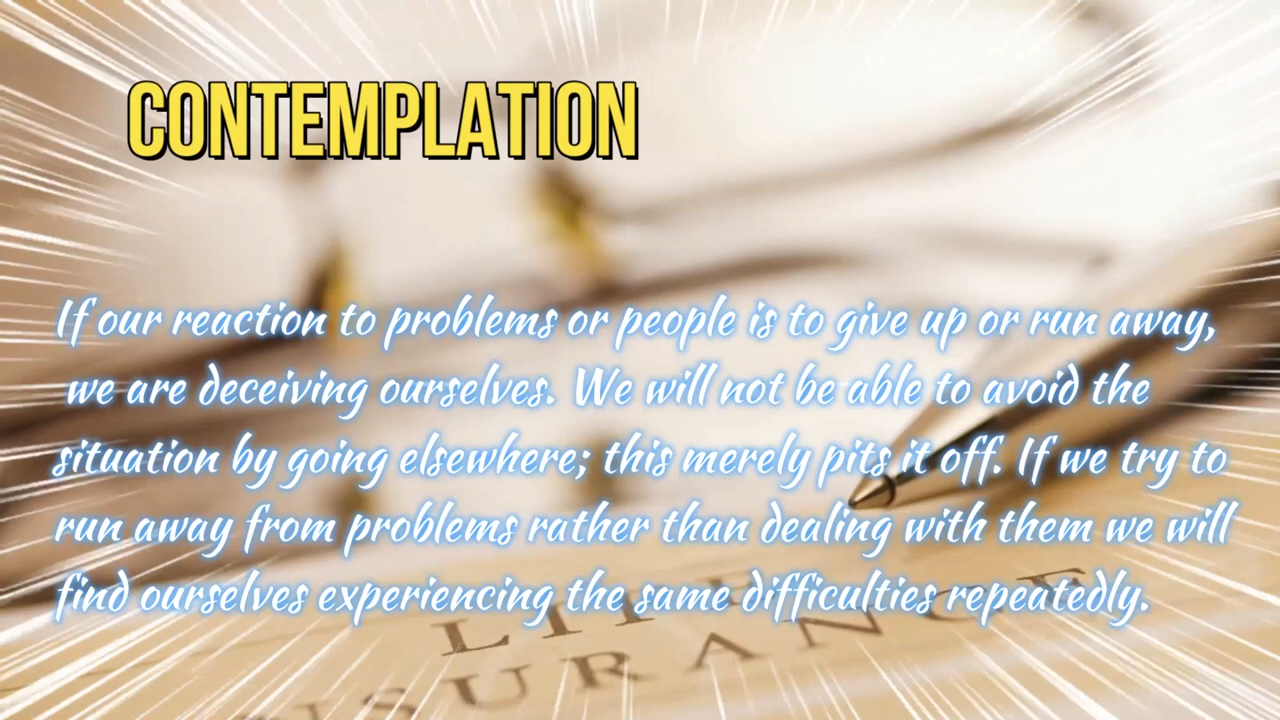 CONTEMPLATION
If our reaction to problems or people is to give up or run away,
we are deceiving ourselves. We will not be able to avoid the
situation by going elsewhere; this merely pits it off. If we try to
run away from problems rather than dealing with them we will
find ourselves experiencing the same difficulties repeatedly.